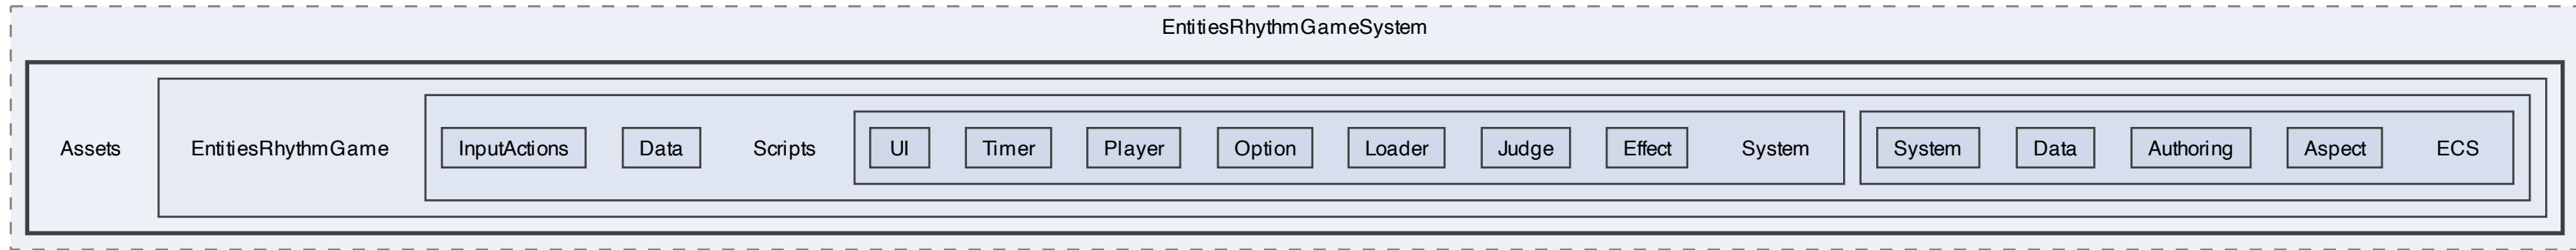 EntitiesRhythmGameSystem
Assets
EntitiesRhythmGame
InputActions
Data
Scripts
UI
Timer
Player
Option
Loader
Judge
Effect
System
System
Data
Authoring
Aspect
ECS